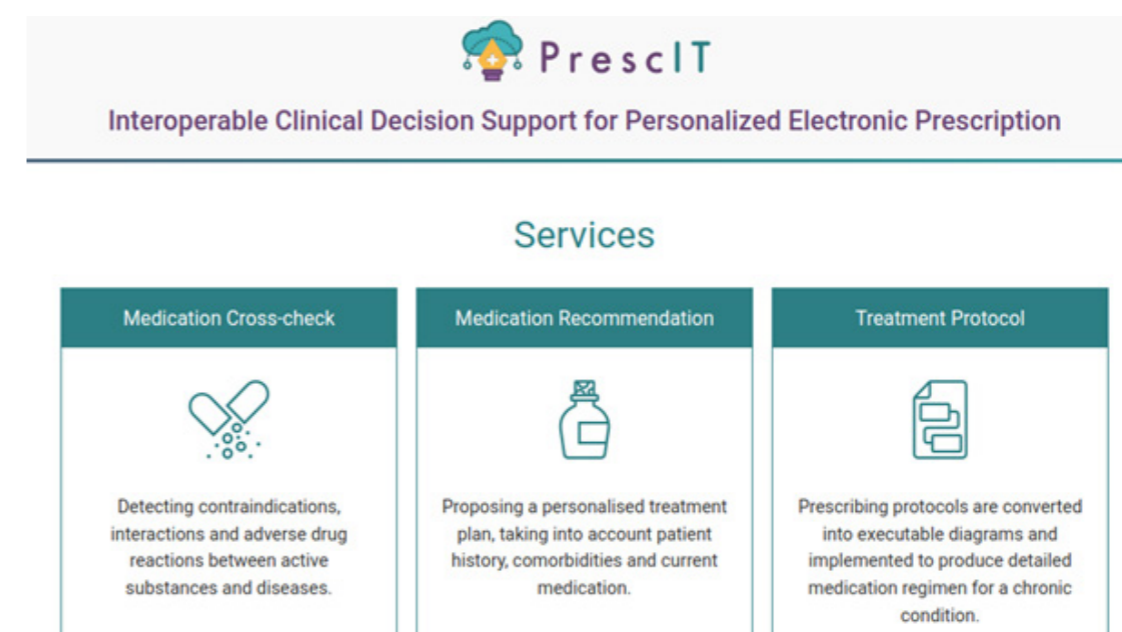 PrescIT
Interoperable Clinical Decision Support for Personalized Electronic Prescription
Services
Medication Cross-check
Detecting contraindications,
interactions and adverse drug
reactions between active
substances and diseases.
Medication Recommendation
Proposing a personalised treatment
plan, taking into account patient
history, comorbidities and current
medication.
Treatment Protocol
Prescribing protocols are converted
into executable diagrams and
implemented to produce detailed
medication regimen for a chronic
condition.